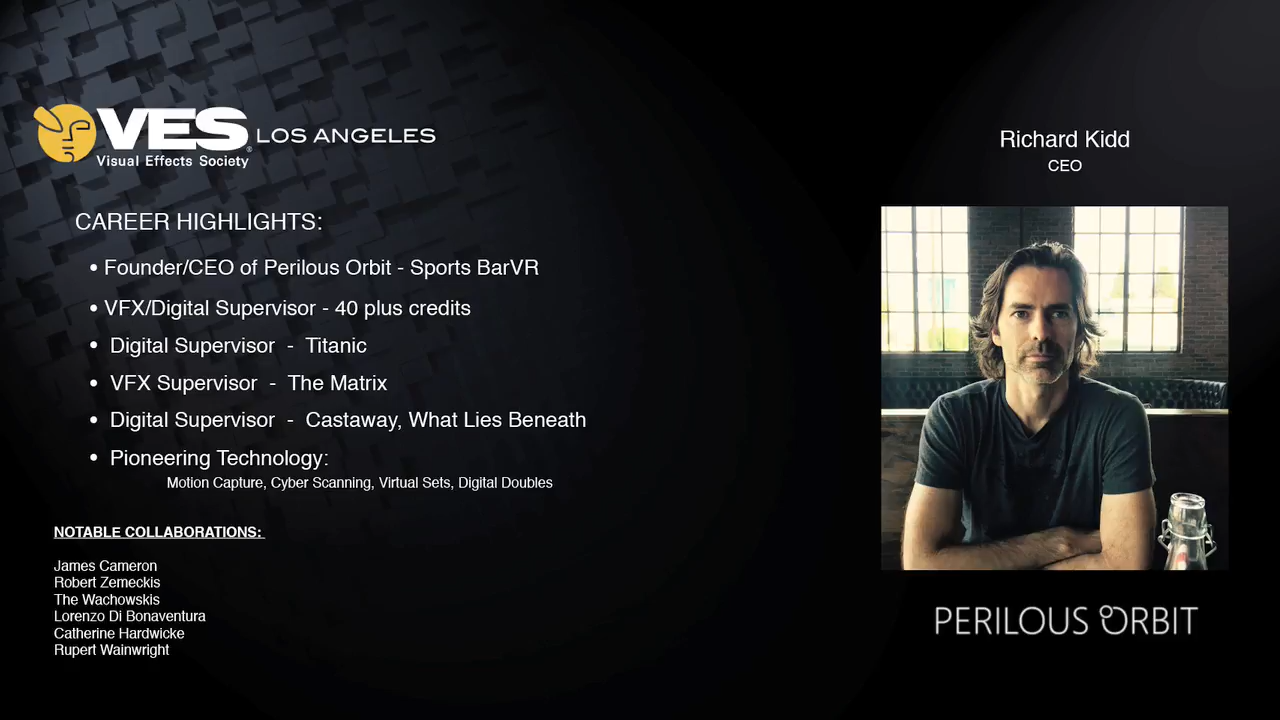 VES LOS ANGELES
Visual Effects Society®
CAREER HIGHLIGHTS:
• Founder/CEO of Perilous Orbit - Sports BarVR
• VFX/Digital Supervisor - 40 plus credits
• Digital Supervisor - Titanic
• VFX Supervisor - The Matrix
• Digital Supervisor - Castaway, What Lies Beneath
• Pioneering Technology:
Motion Capture, Cyber Scanning, Virtual Sets, Digital Doubles
NOTABLE COLLABORATIONS:
James Cameron
Robert Zemeckis
The Wachowskis
Lorenzo Di Bonaventura
Catherine Hardwicke
Rupert Wainwright
Richard Kidd
CEO
PERILOUS ORBIT